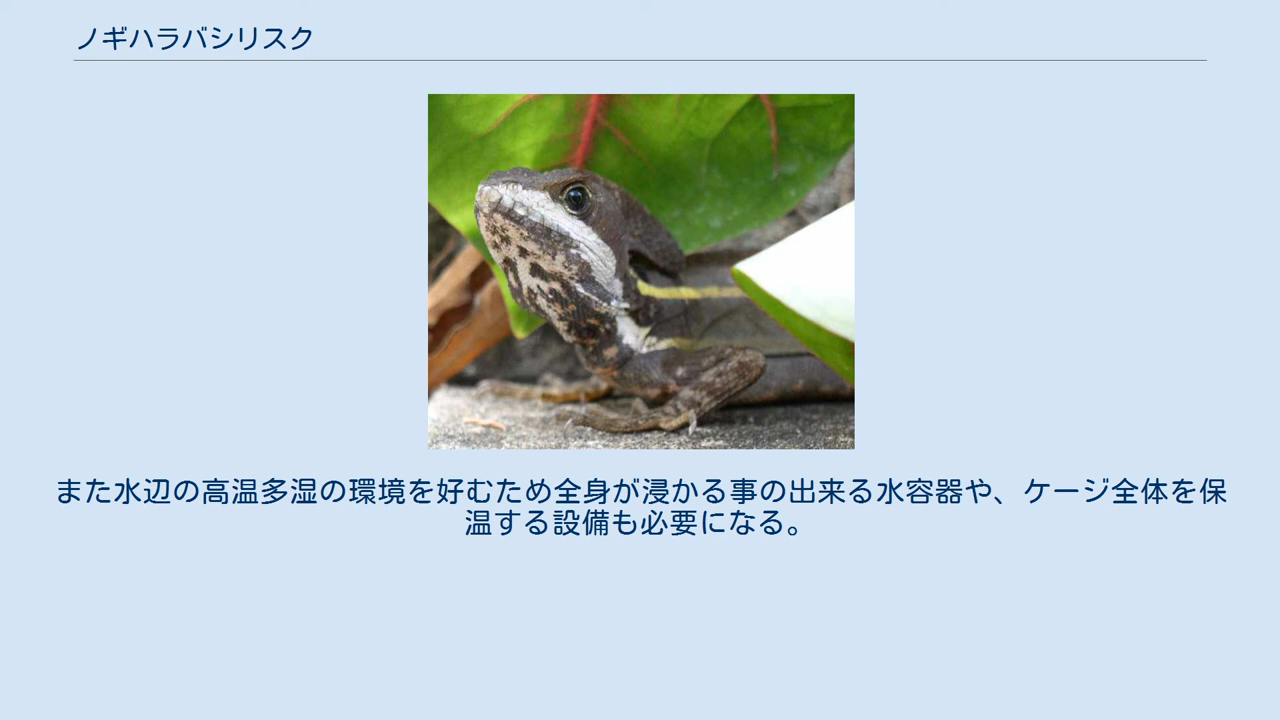 ノギハラバシリスク
また水辺の高温多湿の環境を好むため全身が浸かる事の出来る水容器や、ケージ全体を保
温する設備も必要になる。